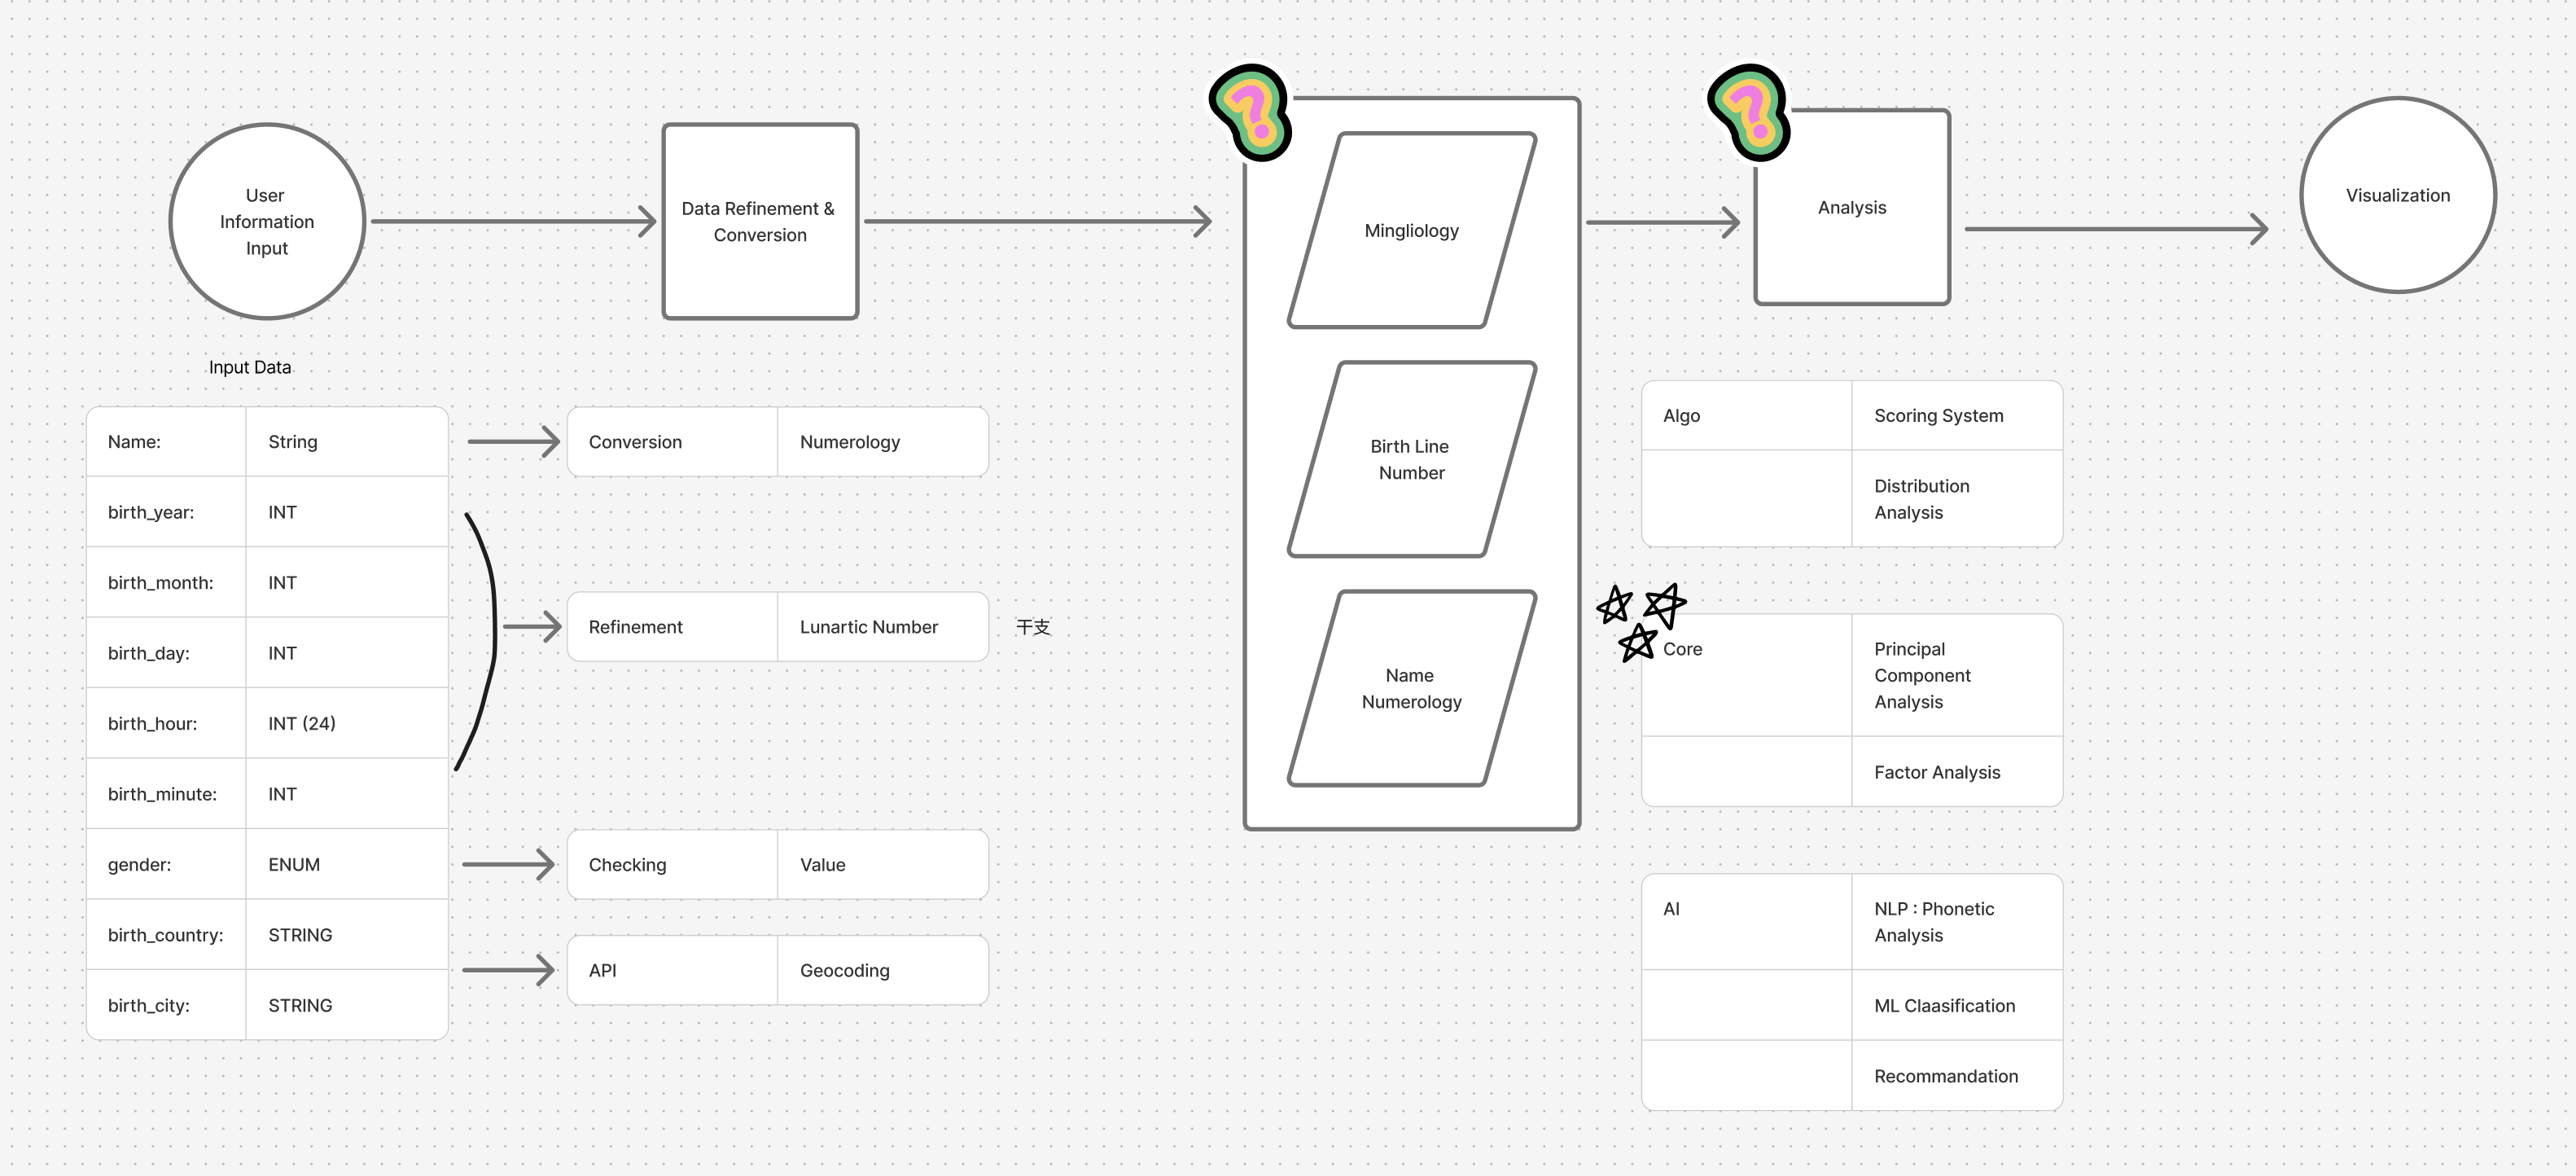 User
Information
Input
Data Refinement &
Conversion
?
Mingliology
Birth Line
Number
Name
Numerology
?
Analysis
Visualization
Input Data
Name: String
birth_year: INT
birth_month: INT
birth_day: INT
birth_hour: INT (24)
birth_minute: INT
gender: ENUM
birth_country: STRING
birth_city: STRING
Conversion Numerology
Refinement Lunartic Number
干支
Checking Value
API Geocoding
Algo Scoring System
Distribution
Analysis
Core Principal
Component
Analysis
Factor Analysis
AI NLP : Phonetic
Analysis
ML Claasification
Recommandation